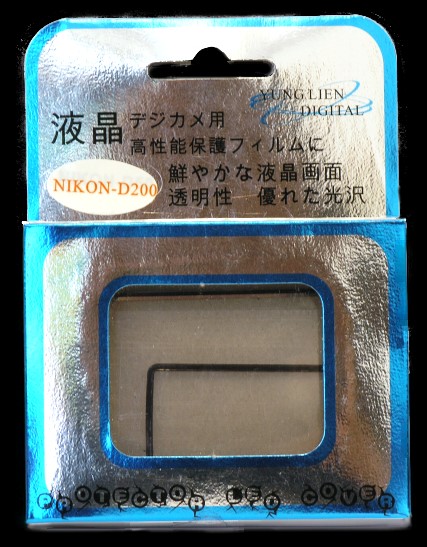 YUNG LIEN
DIGITAL
液晶
デジカメ用
高性能保護フィルムに
鮮やかな液晶画面
透明性 優れた光沢
NIKON-D200
PROTECTOR LED COVER